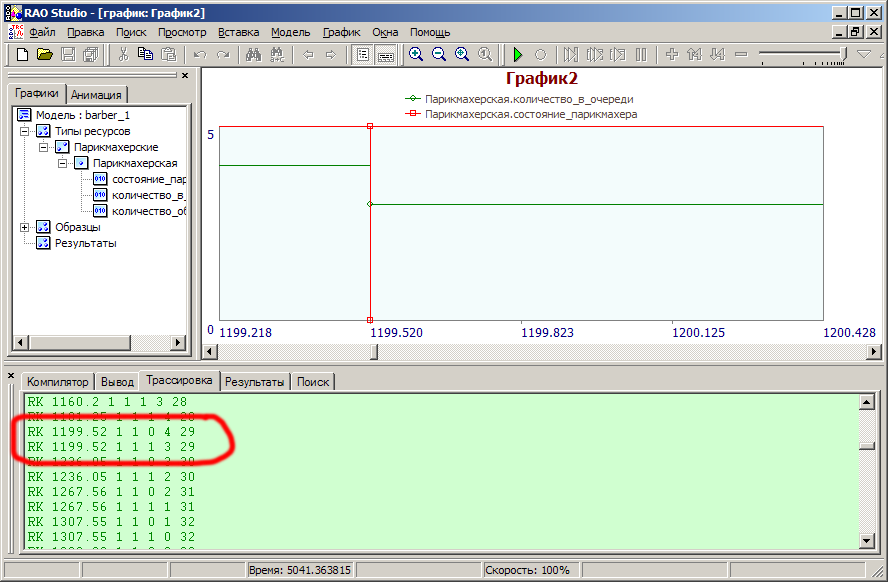 RAO Studio - [график: График2]
Файл Правка Поиск Просмотр Вставка Модель График Окна Помощь
Графики Анимация
Модель : barber_1
Типы ресурсов
Парикмахерские
Парикмахерская
состояние_пар
количество_в_
количество_об
Образцы
Результаты
График2
Парикмахерская.количество_в_очереди
Парикмахерская.состояние_парикмахера
5
0
1199.218 1199.520 1199.823 1200.125 1200.428
Компилятор Вывод Трассировка Результаты Поиск
RK 1160.2 1 1 1 3 28
RK 1181.25 1 1 1 4 28
RK 1199.52 1 1 0 4 29
RK 1199.52 1 1 1 3 29
RK 1236.05 1 1 0 3 30
RK 1236.05 1 1 1 2 30
RK 1267.56 1 1 0 2 31
RK 1267.56 1 1 1 1 31
RK 1307.55 1 1 0 1 32
RK 1307.55 1 1 1 0 32
Время: 5041.363815 Скорость: 100%